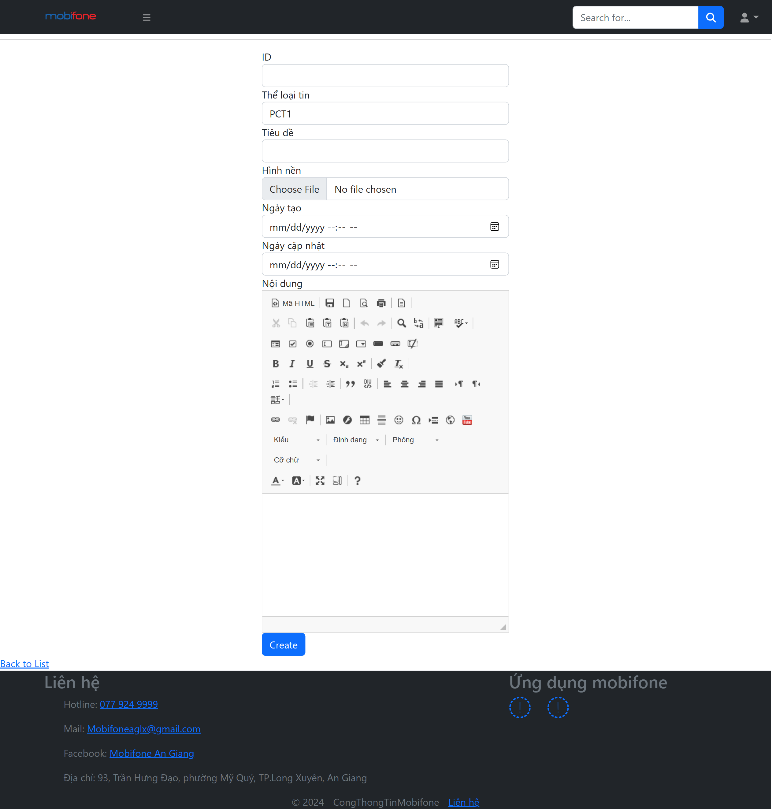 mobifone
Search for...
ID
Thể loại tin
PCT1
Tiêu đề
Hình nền
Choose File No file chosen
Ngày tạo
mm/dd/yyyy --:-- --
Ngày cập nhật
mm/dd/yyyy --:-- --
Nội dung
Mã HTML
Kiểu Định dạng Phông
Cỡ chữ
Create
Back to List
Liên hệ
Ứng dụng mobifone
Hotline: 077 924 9999
Mail: Mobifoneagix@gmail.com
Facebook: Mobifone An Giang
Địa chỉ: 93, Trần Hưng Đạo, phường Mỹ Quý, TP.Long Xuyên, An Giang
© 2024 CongThongTinMobifone Liên hệ